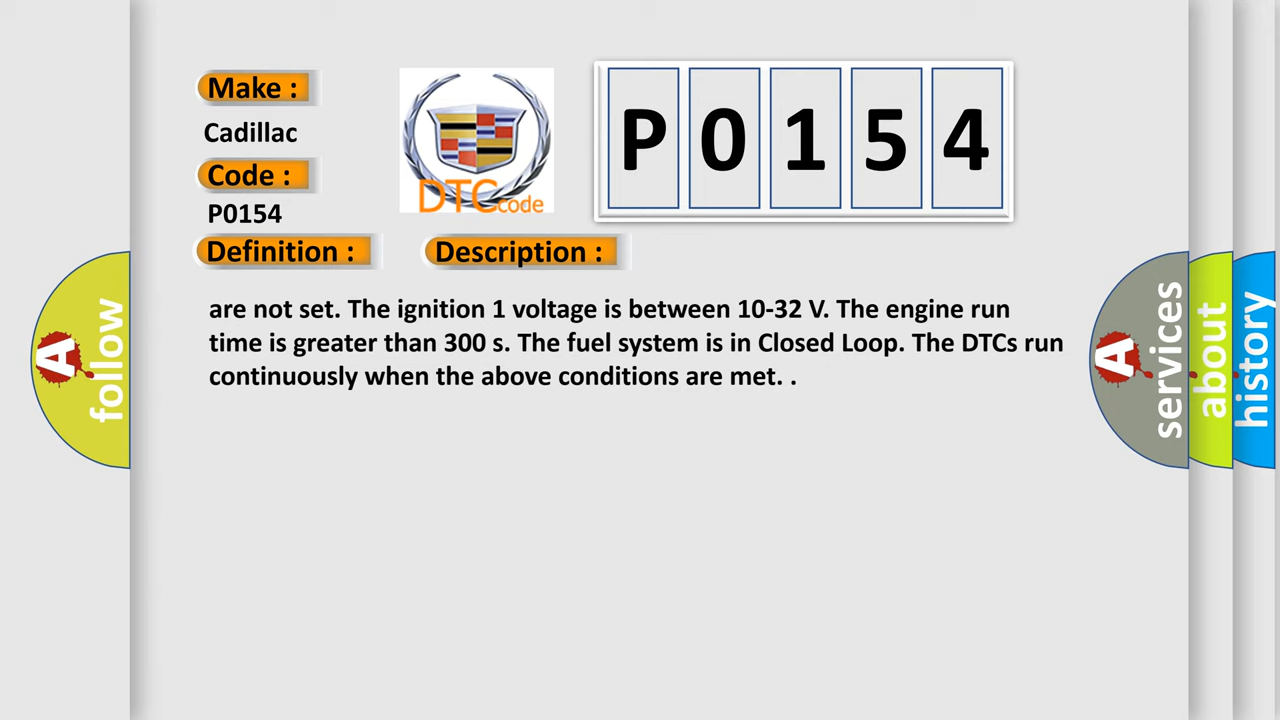 Make :
Cadillac
Code :
P0154
Definition :
Description :
DTCcode
P 0 1 5 4
are not set. The ignition 1 voltage is between 10-32 V. The engine run
time is greater than 300 s. The fuel system is in Closed Loop. The DTCs run
continuously when the above conditions are met. .
A follow
A services
about
history